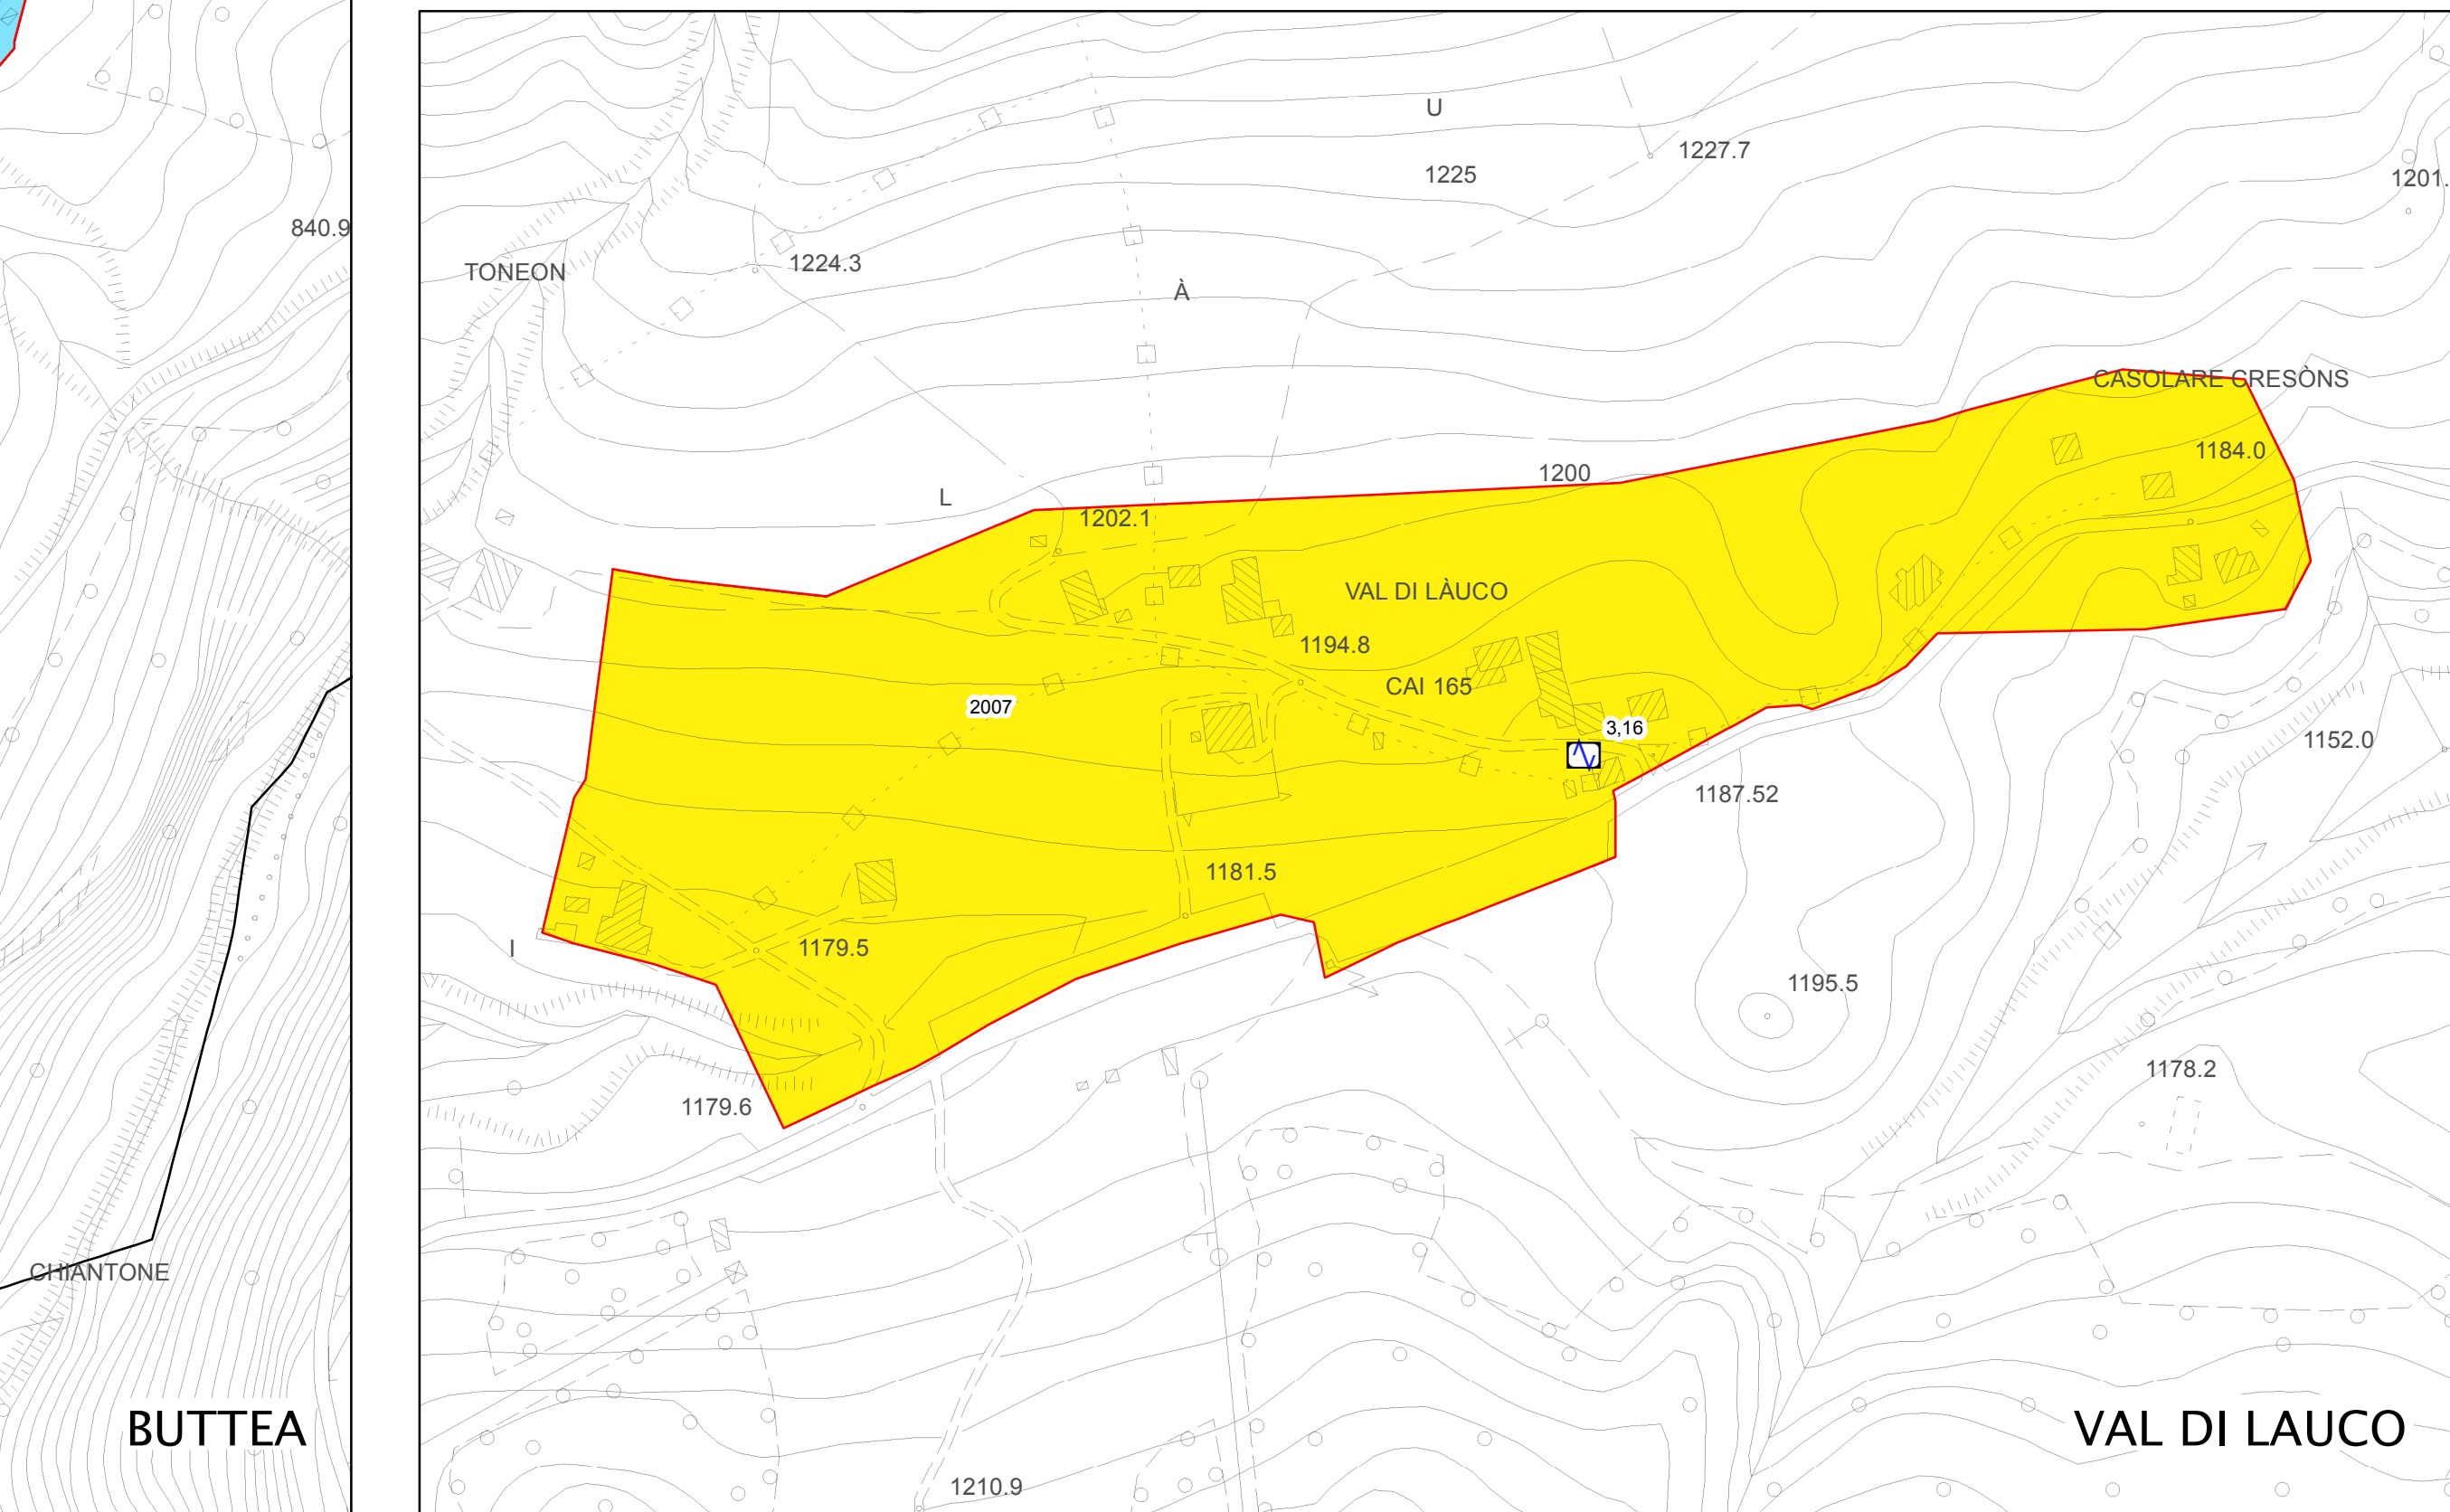 840.9
CHIANTONE
BUTTEA
U
1227.7
1225
1201.
TONEON
1224.3
À
CASOLARE CRESÒNS
1184.0
1200
L
1202.1
VAL DI LÀUCO
1194.8
CAI 165
2007
3,16
1152.0
1187.52
1181.5
I
1179.5
1195.5
1178.2
1179.6
VAL DI LAUCO
1210.9